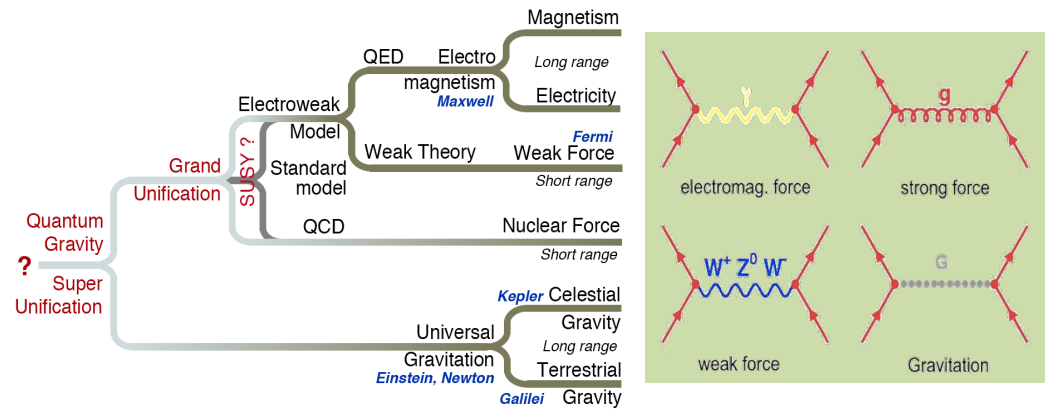 Magnetism
QED
Electro
Long range
magnetism
Maxwell
Electricity
Electroweak
Model
Fermi
Weak Theory
Weak Force
Short range
SUSY ?
Grand
Unification
Standard
model
QCD
Nuclear Force
Short range
Quantum
Gravity
?
Super
Unification
Kepler Celestial
Gravity
Universal
Gravitation
Long range
Einstein, Newton
Terrestrial
Galilei Gravity
γ
electromag. force
g
strong force
W⁺ Z⁰ W⁻
weak force
G
Gravitation